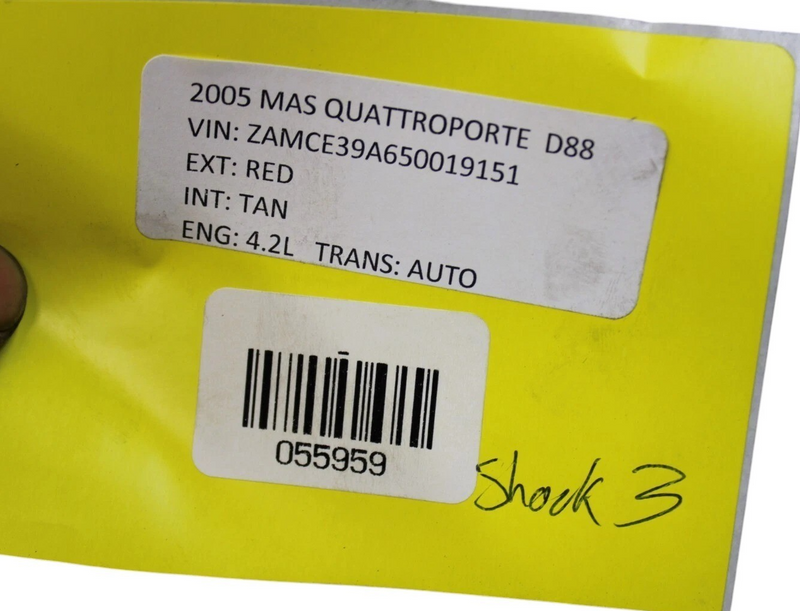 2005 MAS QUATTROPORTE D88
VIN: ZAMCE39A650019151
EXT: RED
INT: TAN
ENG: 4.2L TRANS: AUTO
055959
Shock 3